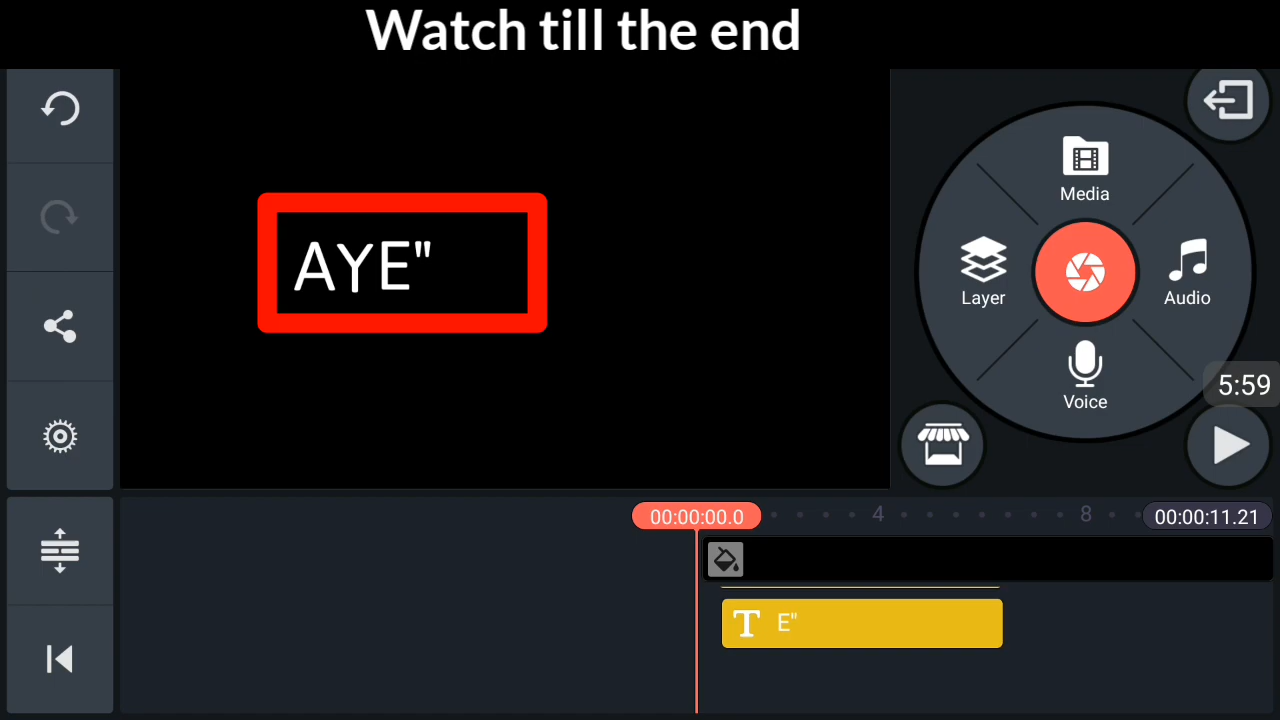 Watch till the end
AYE"
Media
Layer
Audio
Voice
5:59
00:00:00.0
4
8
00:00:11.21
T E"